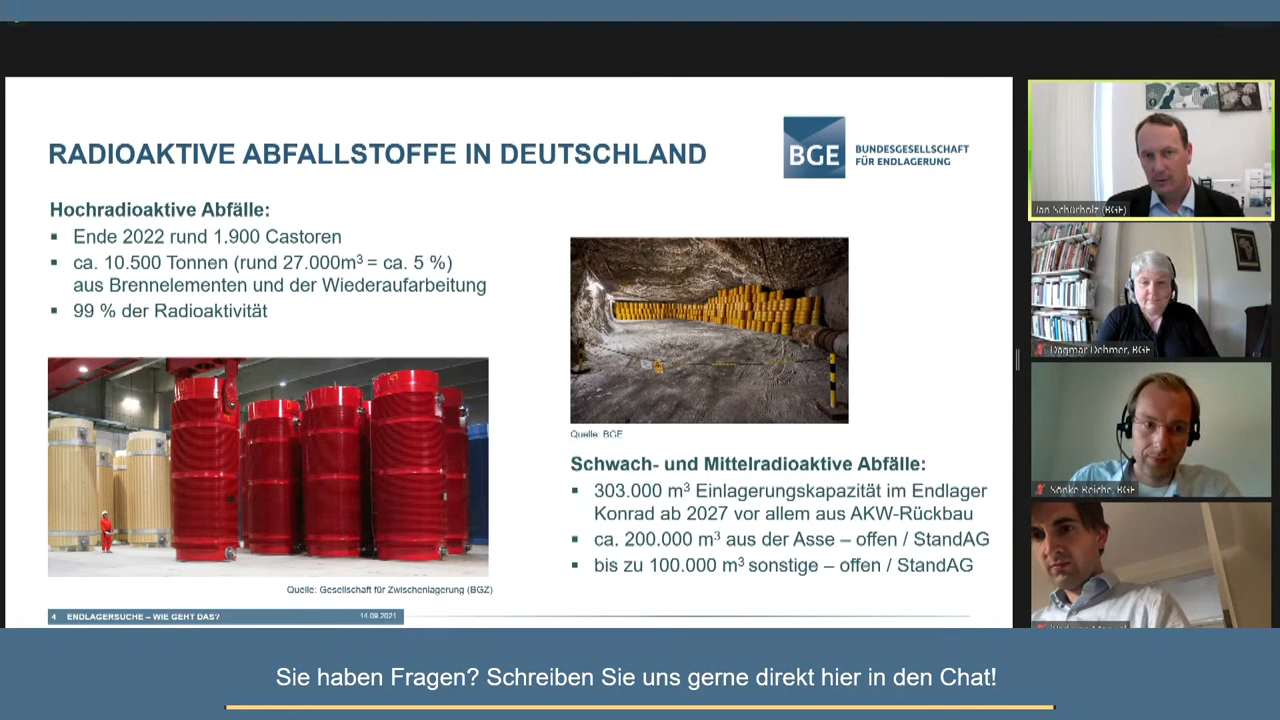 RADIOAKTIVE ABFALLSTOFFE IN DEUTSCHLAND
BGE
BUNDESGESELLSCHAFT
FÜR ENDLAGERUNG
Hochradioaktive Abfälle:
▪ Ende 2022 rund 1.900 Castoren
▪ ca. 10.500 Tonnen (rund 27.000m³ = ca. 5 %)
aus Brennelementen und der Wiederaufarbeitung
▪ 99 % der Radioaktivität
Quelle: Gesellschaft für Zwischenlagerung (BGZ)
Quelle: BGE
Schwach- und Mittelradioaktive Abfälle:
▪ 303.000 m³ Einlagerungskapazität im Endlager
Konrad ab 2027 vor allem aus AKW-Rückbau
▪ ca. 200.000 m³ aus der Asse – offen / StandAG
▪ bis zu 100.000 m³ sonstige – offen / StandAG
4 ENDLAGERSUCHE – WIE GEHT DAS? 14.09.2021
Jan Schürholz (BGE)
Dagmar Dehmer, BGE
Sönke Reiche, BGE
Sie haben Fragen? Schreiben Sie uns gerne direkt hier in den Chat!